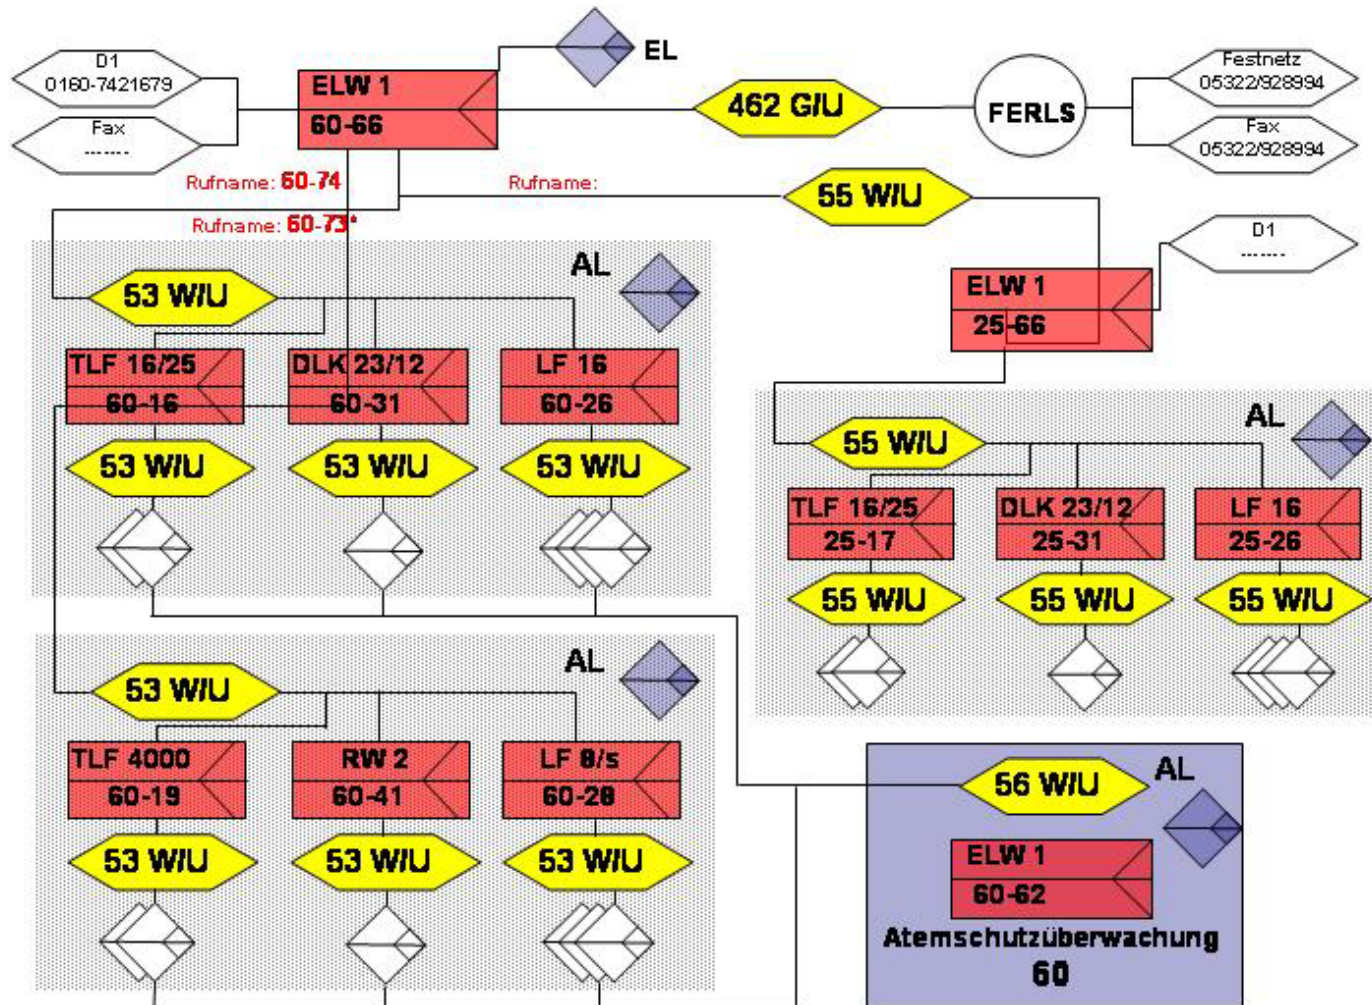 D1
0160-7421679
Fax
-------
ELW 1
60-66
EL
462 G/U
FERLS
Festnetz
05322/928994
Fax
05322/928994
Rufname: 60-74
Rufname:
55 W/U
Rufname: 60-73*
D1
-------
AL
53 W/U
ELW 1
25-66
TLF 16/25
60-16
DLK 23/12
60-31
LF 16
60-26
53 W/U
53 W/U
53 W/U
AL
55 W/U
TLF 16/25
25-17
DLK 23/12
25-31
LF 16
25-26
55 W/U
55 W/U
55 W/U
AL
53 W/U
TLF 4000
60-19
RW 2
60-41
LF 8/s
60-28
53 W/U
53 W/U
53 W/U
AL
56 W/U
ELW 1
60-62
Atemschutzüberwachung
60